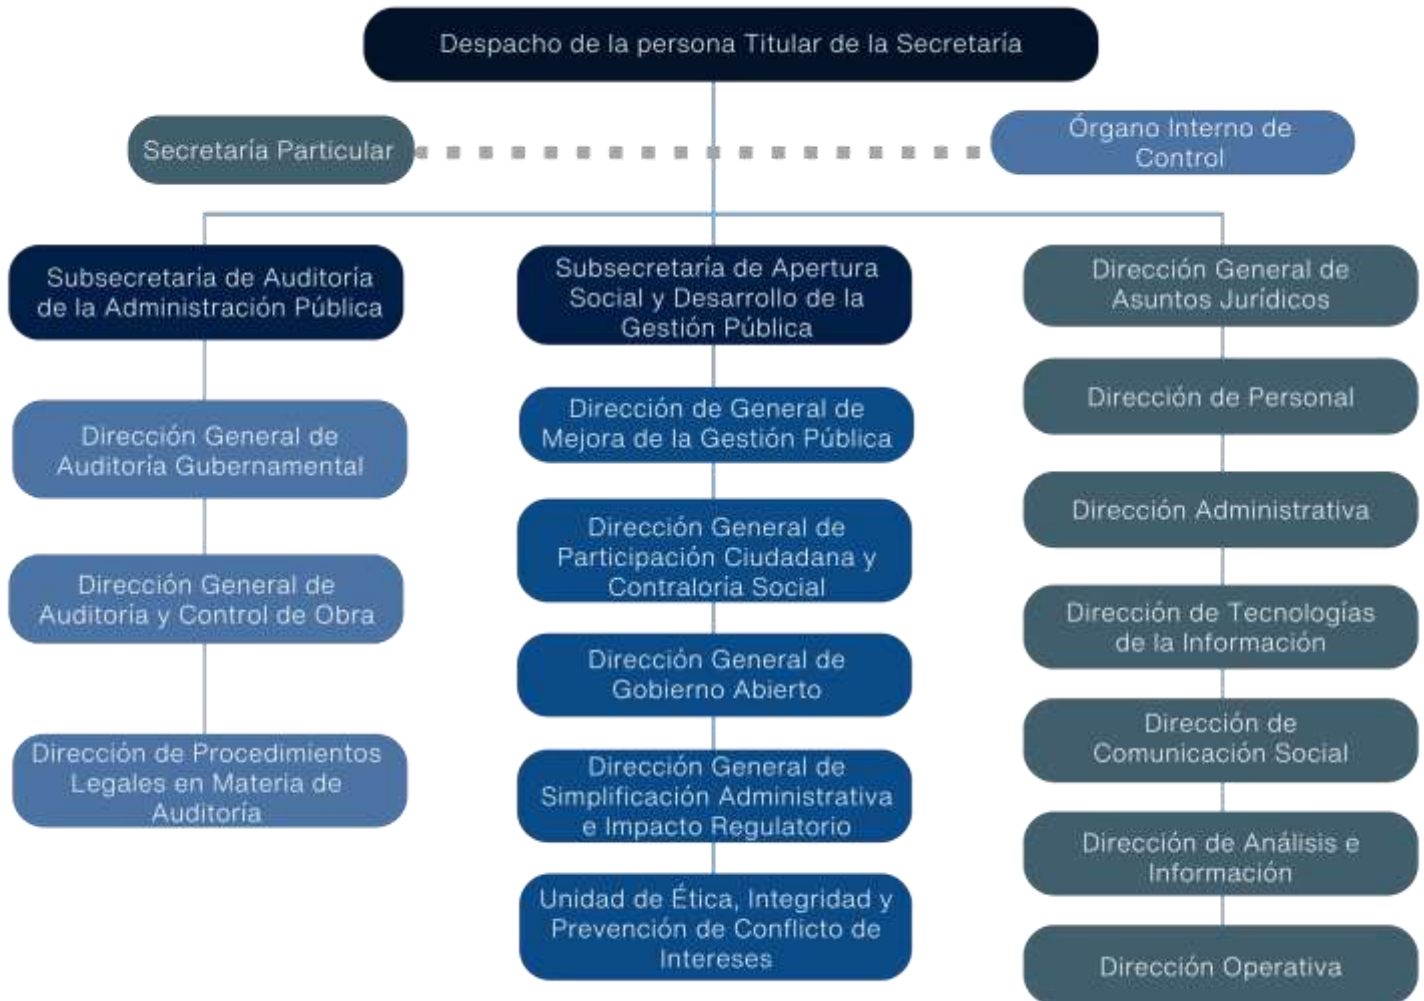 Despacho de la persona Titular de la Secretaría
Secretaría Particular
Órgano Interno de
Control
Subsecretaría de Auditoría
de la Administración Pública
Dirección General de
Auditoría Gubernamental
Dirección General de
Auditoría y Control de Obra
Dirección de Procedimientos
Legales en Materia de
Auditoría
Subsecretaría de Apertura
Social y Desarrollo de la
Gestión Pública
Dirección de General de
Mejora de la Gestión Pública
Dirección General de
Participación Ciudadana y
Contraloría Social
Dirección General de
Gobierno Abierto
Dirección General de
Simplificación Administrativa
e Impacto Regulatorio
Unidad de Ética, Integridad y
Prevención de Conflicto de
Intereses
Dirección General de
Asuntos Jurídicos
Dirección de Personal
Dirección Administrativa
Dirección de Tecnologías
de la Información
Dirección de
Comunicación Social
Dirección de Análisis e
Información
Dirección Operativa